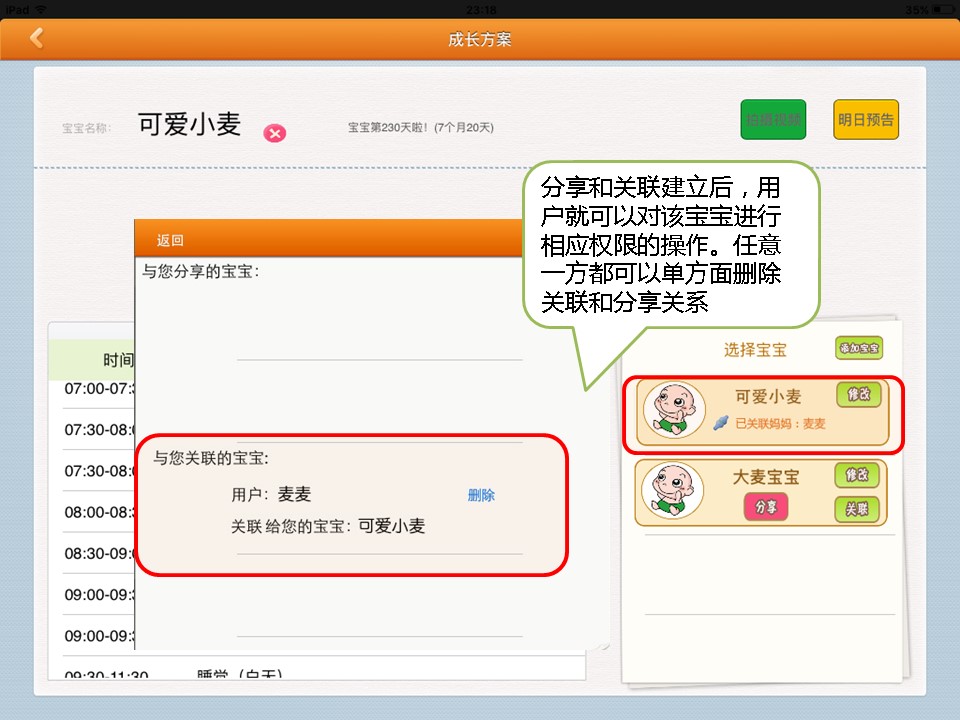 iPad
23:18
35%
成长方案
宝宝名称：
可爱小麦
宝宝第230天啦！(7个月20天)
拍摄视频
明日预告
分享和关联建立后，用
户就可以对该宝宝进行
相应权限的操作。任意
一方都可以单方面删除
关联和分享关系
返回
与您分享的宝宝：
与您关联的宝宝:
用户：麦麦
删除
关联 给您的宝宝：可爱小麦
时间
07:00-07:3
07:30-08:0
07:30-08:0
08:00-08:3
08:30-09:0
09:00-09:3
09:00-09:3
09:30-11:30
睡觉（白天）
选择宝宝
添加宝宝
可爱小麦
修改
已关联妈妈：麦麦
大麦宝宝
修改
分享
关联